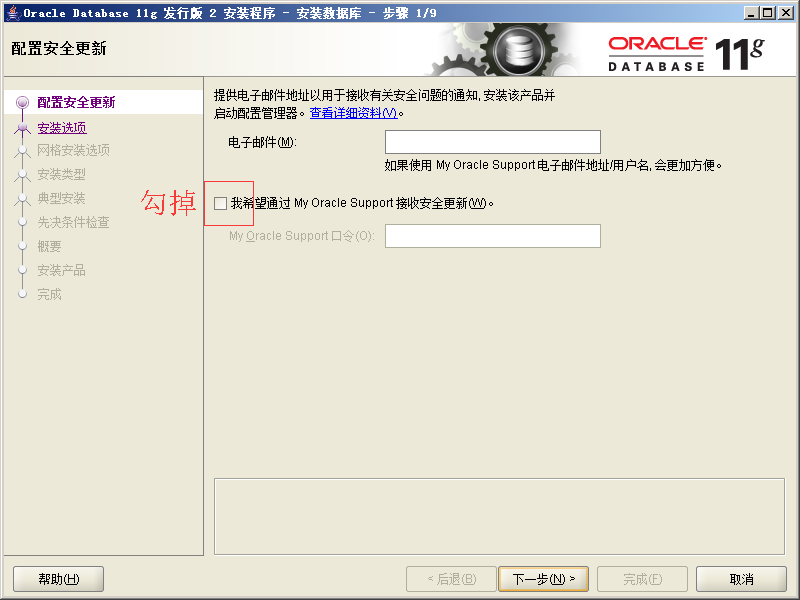 Oracle Database 11g 发行版 2 安装程序 - 安装数据库 - 步骤 1/9
配置安全更新
ORACLE
DATABASE
11g
配置安全更新
安装选项
网格安装选项
安装类型
典型安装
先决条件检查
概要
安装产品
完成
提供电子邮件地址以用于接收有关安全问题的通知, 安装该产品并
启动配置管理器。查看详细资料(V)。
电子邮件(M):
如果使用 My Oracle Support 电子邮件地址/用户名, 会更加方便。
勾掉
我希望通过 My Oracle Support 接收安全更新(W)。
My Oracle Support 口令(O):
帮助(H)
< 后退(B)
下一步(N) >
完成(F)
取消